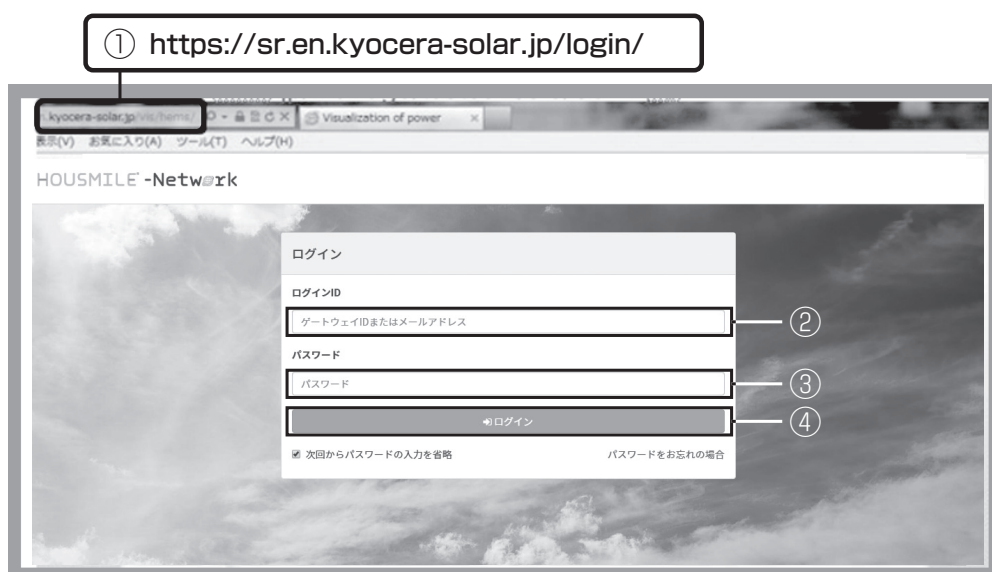 ① https://sr.en.kyocera-solar.jp/login/
.kyocera-solar.jp/vis/hems/
Visualization of power
表示(V) お気に入り(A) ツール(T) ヘルプ(H)
HOUSMILE-Network
ログイン
ログインID
ゲートウェイIDまたはメールアドレス
②
パスワード
パスワード
③
ログイン
④
次回からパスワードの入力を省略 パスワードをお忘れの場合